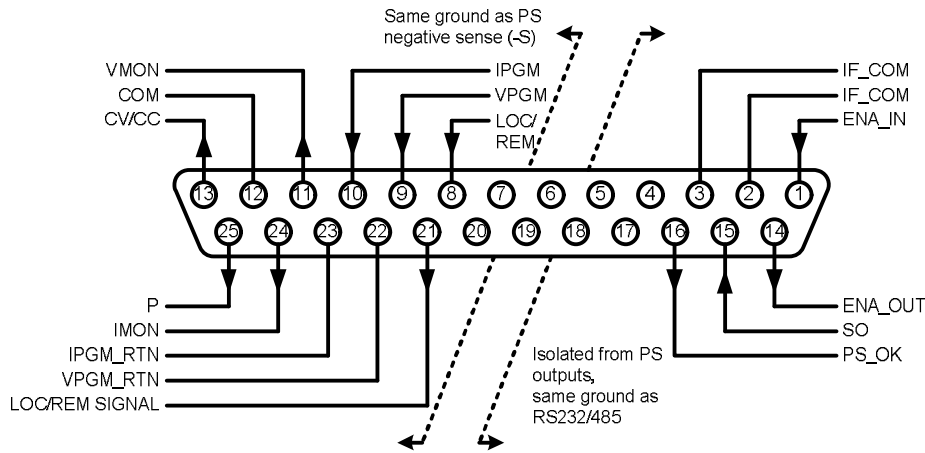 Same ground as PS
negative sense (-S)
VMON
COM
CV/CC
IPGM
VPGM
LOC/
REM
IF_COM
IF_COM
ENA_IN
13 12 11 10 9 8 7 6 5 4 3 2 1
25 24 23 22 21 20 19 18 17 16 15 14
P
IMON
IPGM_RTN
VPGM_RTN
LOC/REM SIGNAL
Isolated from PS
outputs,
same ground as
RS232/485
ENA_OUT
SO
PS_OK